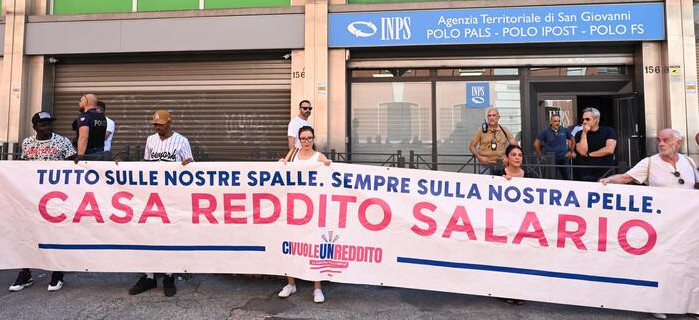 INPS
Agenzia Territoriale di San Giovanni
POLO PALS - POLO IPOST - POLO FS
156
INPS
TUTTO SULLE NOSTRE SPALLE. SEMPRE SULLA NOSTRA PELLE.
CASA REDDITO SALARIO
CIVUOLEUNREDDITO